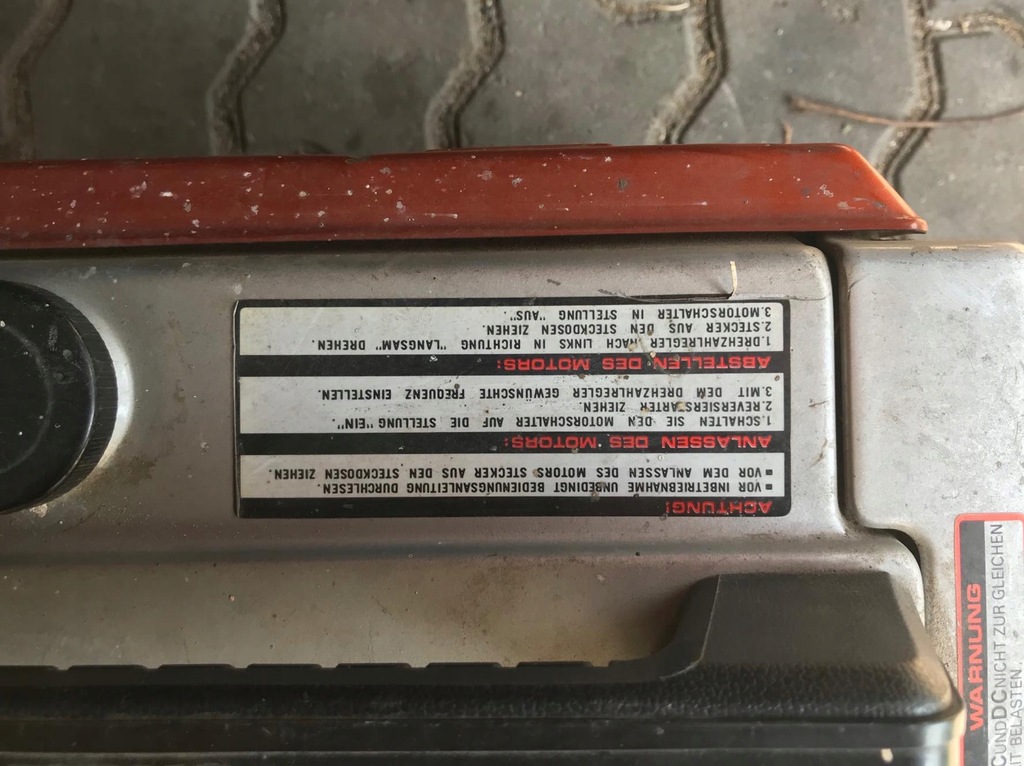 ACHTUNG!
▪ VOR INBETRIEBNAHME UNBEDINGT BEDIENUNGSANLEITUNG DURCHLESEN.
▪ VOR DEM ANLASSEN DES MOTORS STECKER AUS DEN STECKDOSEN ZIEHEN.
ANLASSEN DES MOTORS:
1.SCHALTEN SIE DEN MOTORSCHALTER AUF DIE STELLUNG "EIN".
2.REVERSIERSTARTER ZIEHEN.
3.MIT DEM DREHZAHLREGLER GEWÜNSCHTE FREQUENZ EINSTELLEN.
ABSTELLEN DES MOTORS:
1.DREHZAHLREGLER NACH LINKS IN RICHTUNG "LANGSAM" DREHEN.
2.STECKER AUS DEN STECKDOSEN ZIEHEN.
3.MOTORSCHALTER IN STELLUNG "AUS".
WARNUNG
C UND DC NICHT ZUR GLEICHEN
IT BELASTEN.